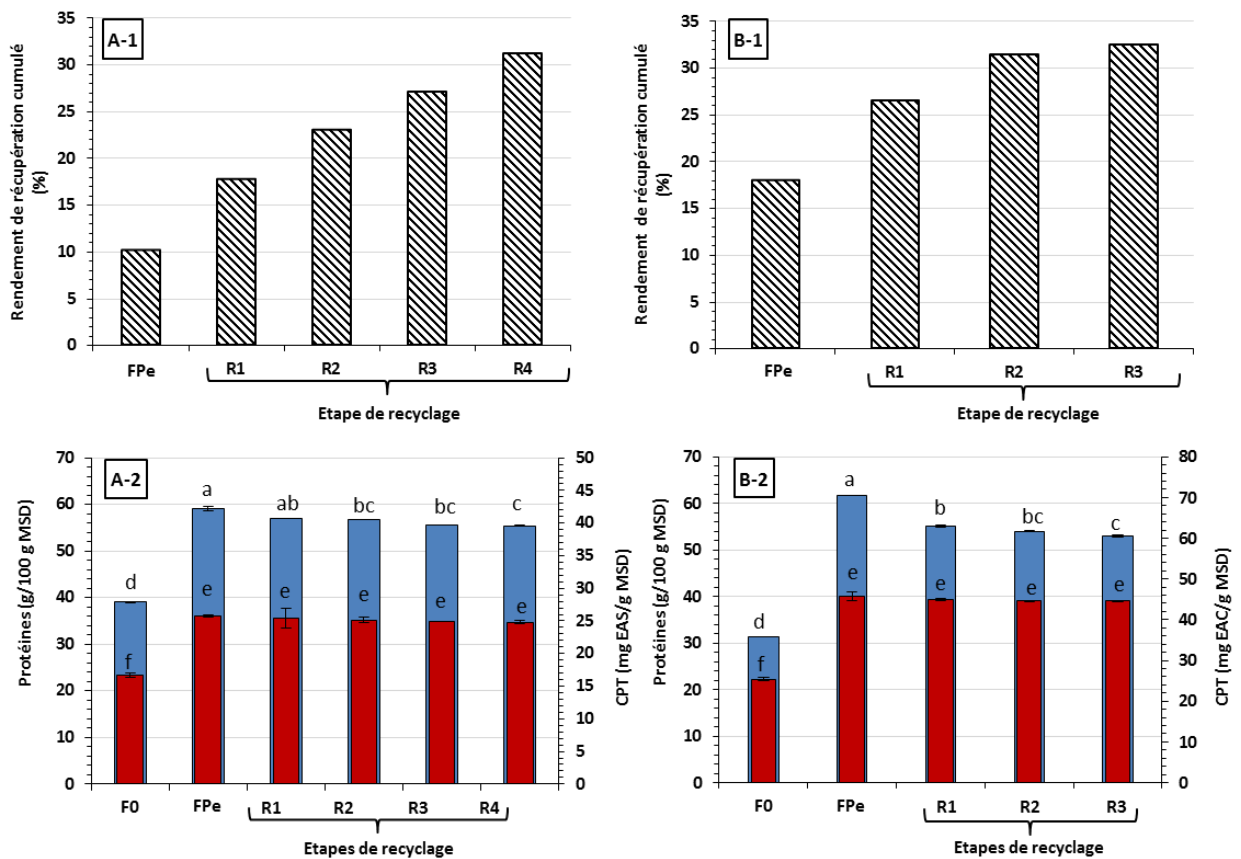 A-1
Rendement de récupération cumulé
(%)
35
30
25
20
15
10
5
0
FPe
R1
R2
R3
R4
Etape de recyclage
B-1
Rendement de récupération cumulé
(%)
35
30
25
20
15
10
5
0
FPe
R1
R2
R3
Etape de recyclage
A-2
Protéines (g/100 g MSD)
70
60
50
40
30
20
10
0
d
a
ab
bc
bc
c
f
e
e
e
e
e
50
45
40
35
30
25
20
15
10
5
0
CPT (mg EAS/g MSD)
F0
FPe
R1
R2
R3
R4
Etapes de recyclage
B-2
Protéines (g/100 g MSD)
70
60
50
40
30
20
10
0
d
a
b
bc
c
f
e
e
e
e
80
70
60
50
40
30
20
10
0
CPT (mg EAC/g MSD)
F0
FPe
R1
R2
R3
Etapes de recyclage